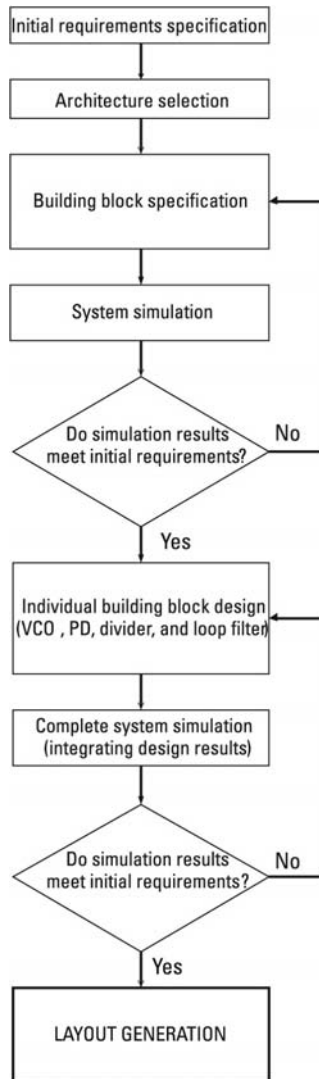 Initial requirements specification
Architecture selection
Building block specification
System simulation
Do simulation results
meet initial requirements?
No
Yes
Individual building block design
(VCO , PD, divider, and loop filter)
Complete system simulation
(integrating design results)
Do simulation results
meet initial requirements?
No
Yes
LAYOUT GENERATION